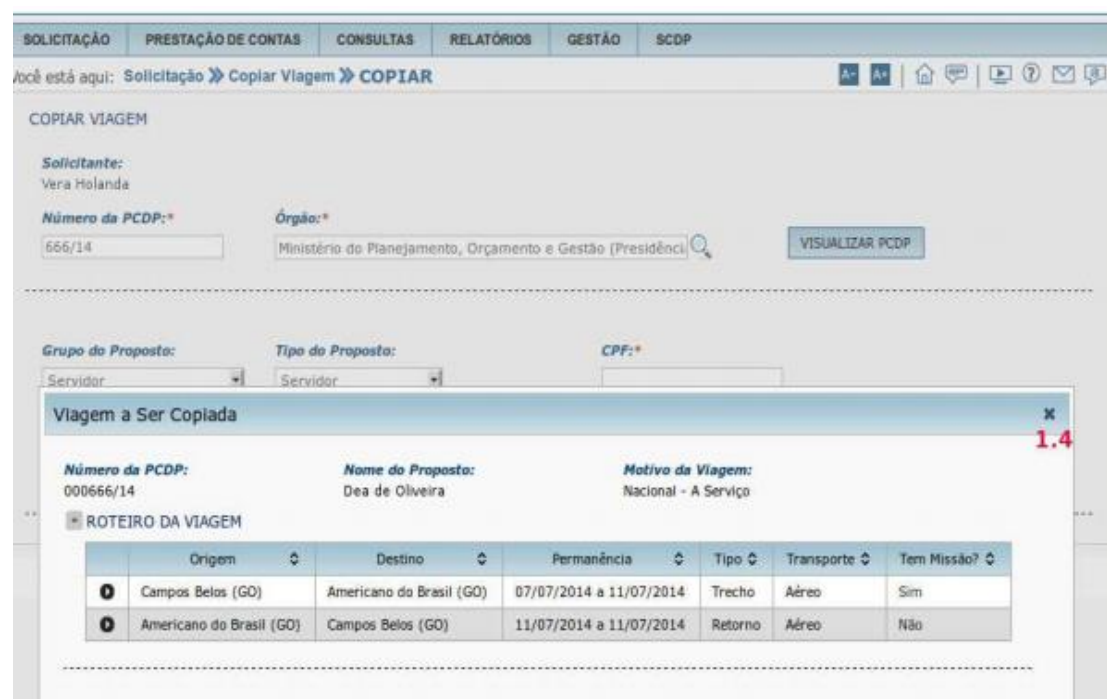 SOLICITAÇÃO PRESTAÇÃO DE CONTAS CONSULTAS RELATÓRIOS GESTÃO SCDP
Você está aqui: Solicitação » Copiar Viagem » COPIAR A- A+
COPIAR VIAGEM
Solicitante:
Vera Holanda
Número da PCDP:* Órgão:*
666/14 Ministério do Planejamento, Orçamento e Gestão (Presidênci VISUALIZAR PCDP
Grupo do Proposto: Tipo do Proposto: CPF:*
Servidor Servidor
Viagem a Ser Copiada x
1.4
Número da PCDP: Nome do Proposto: Motivo da Viagem:
000666/14 Dea de Oliveira Nacional - A Serviço
ROTEIRO DA VIAGEM
Origem Destino Permanência Tipo Transporte Tem Missão?
Campos Belos (GO) Americano do Brasil (GO) 07/07/2014 a 11/07/2014 Trecho Aéreo Sim
Americano do Brasil (GO) Campos Belos (GO) 11/07/2014 a 11/07/2014 Retorno Aéreo Não